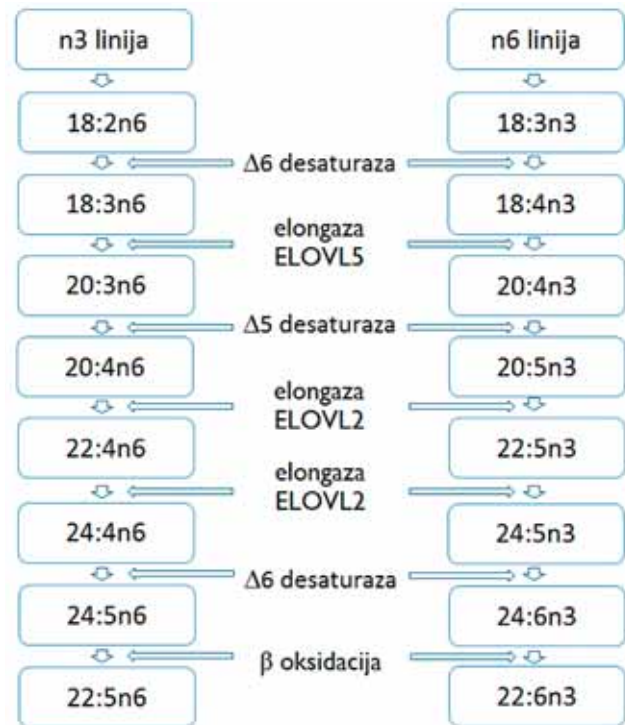 n3 linija
n6 linija
18:2n6
18:3n3
Δ6 desaturaza
18:3n6
18:4n3
elongaza
ELOVL5
20:3n6
20:4n3
Δ5 desaturaza
20:4n6
20:5n3
elongaza
ELOVL2
22:4n6
22:5n3
elongaza
ELOVL2
24:4n6
24:5n3
Δ6 desaturaza
24:5n6
24:6n3
β oksidacija
22:5n6
22:6n3